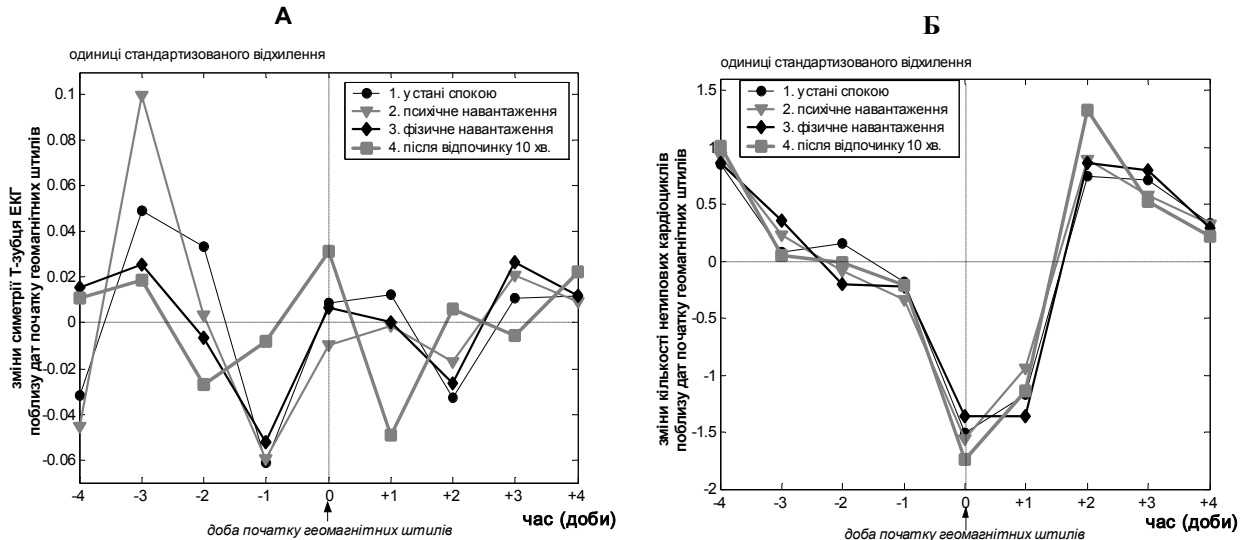 А
одиниці стандартизованого відхилення
зміни симетрії Т-зубця ЕКГ
поблизу дат початку геомагнітних штилів
0.1
0.08
0.06
0.04
0.02
0
-0.02
-0.04
-0.06
1. у стані спокою
2. психічне навантаження
3. фізичне навантаження
4. після відпочинку 10 хв.
-4 -3 -2 -1 0 +1 +2 +3 +4
час (доби)
доба початку геомагнітних штилів
Б
одиниці стандартизованого відхилення
зміни кількості нетипових кардіоциклів
поблизу дат початку геомагнітних штилів
1.5
1
0.5
0
-0.5
-1
-1.5
-2
1. у стані спокою
2. психічне навантаження
3. фізичне навантаження
4. після відпочинку 10 хв.
-4 -3 -2 -1 0 +1 +2 +3 +4
час (доби)
доба початку геомагнітних штилів